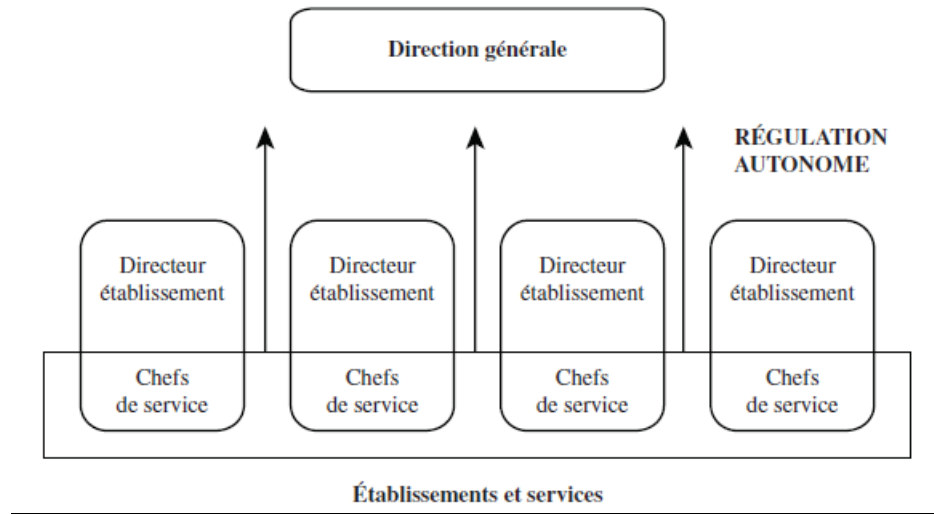 Direction générale
RÉGULATION
AUTONOME
Directeur
établissement
Directeur
établissement
Directeur
établissement
Directeur
établissement
Chefs
de service
Chefs
de service
Chefs
de service
Chefs
de service
Établissements et services